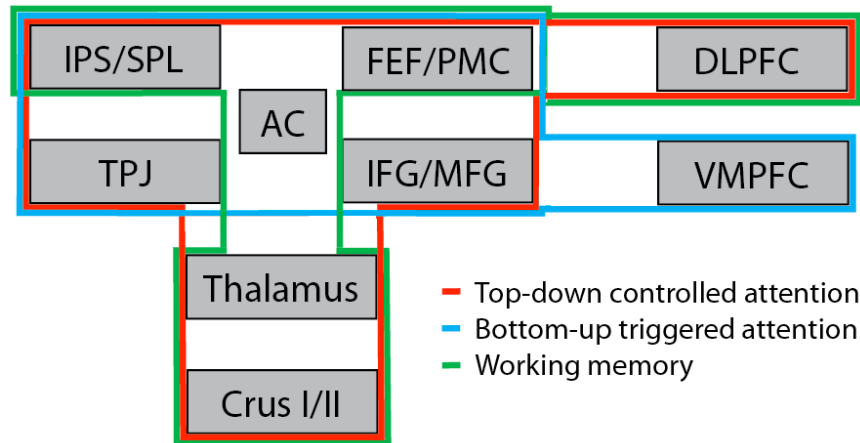 IPS/SPL
FEF/PMC
DLPFC
AC
TPJ
IFG/MFG
VMPFC
Thalamus
Crus I/II
Top-down controlled attention
Bottom-up triggered attention
Working memory